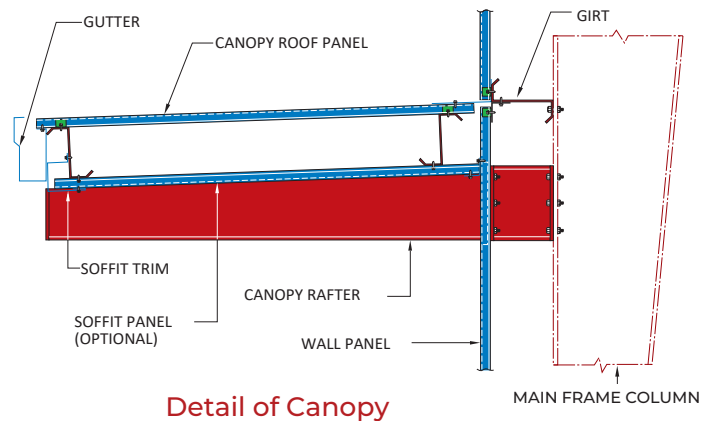 GUTTER
GIRT
CANOPY ROOF PANEL
SOFFIT TRIM
CANOPY RAFTER
SOFFIT PANEL
(OPTIONAL)
WALL PANEL
MAIN FRAME COLUMN
Detail of Canopy